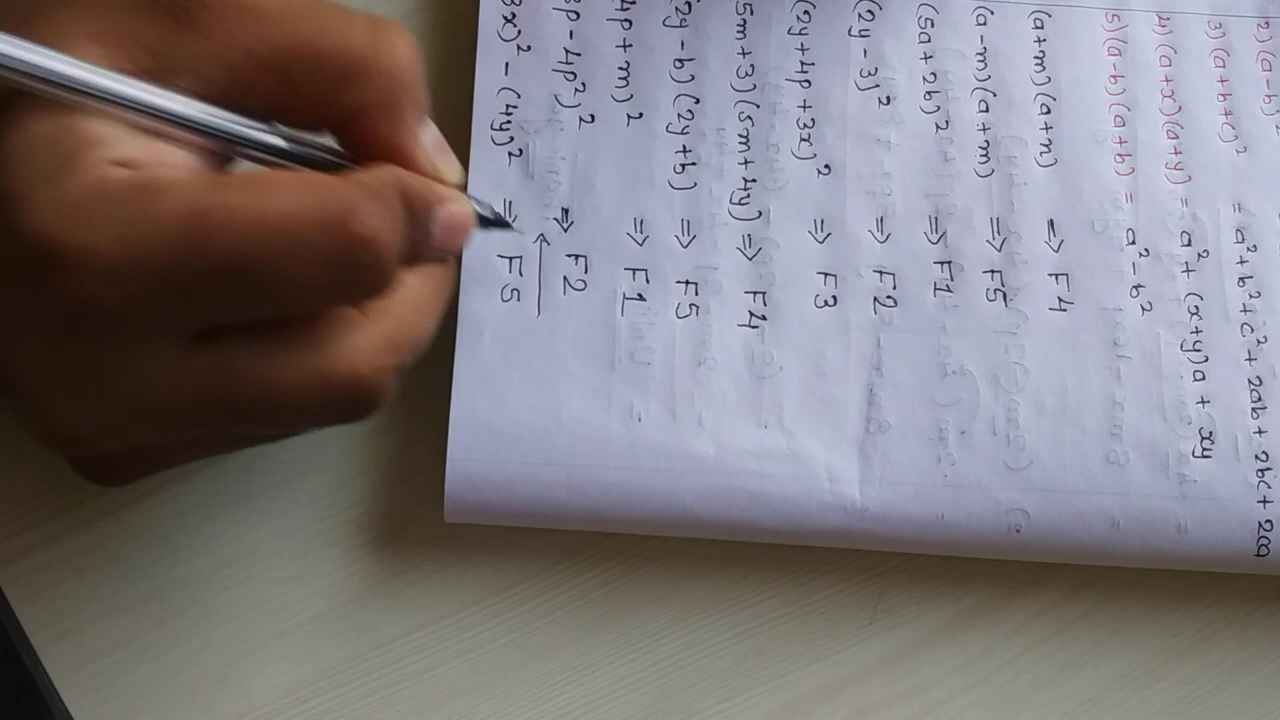 2) (a-b)²
3) (a+b+c)² = a²+b²+c²+2ab+2bc+2ca
4) (a+x)(a+y) = a²+(x+y)a+xy
5) (a-b)(a+b) = a²-b²
(a+m)(a+n) ⇒ F4
(a-m)(a+m) ⇒ F5
(5a+2b)² ⇒ F1
(2y-3)² ⇒ F2
(2y+4p+3x)² ⇒ F3
5m+3)(5m+4y) ⇒ F4
2y-b)(2y+b) ⇒ F5
4p+m)² ⇒ F1
3p-4p²)² ⇒ F2
3x)²-(4y)² ⇒ F5